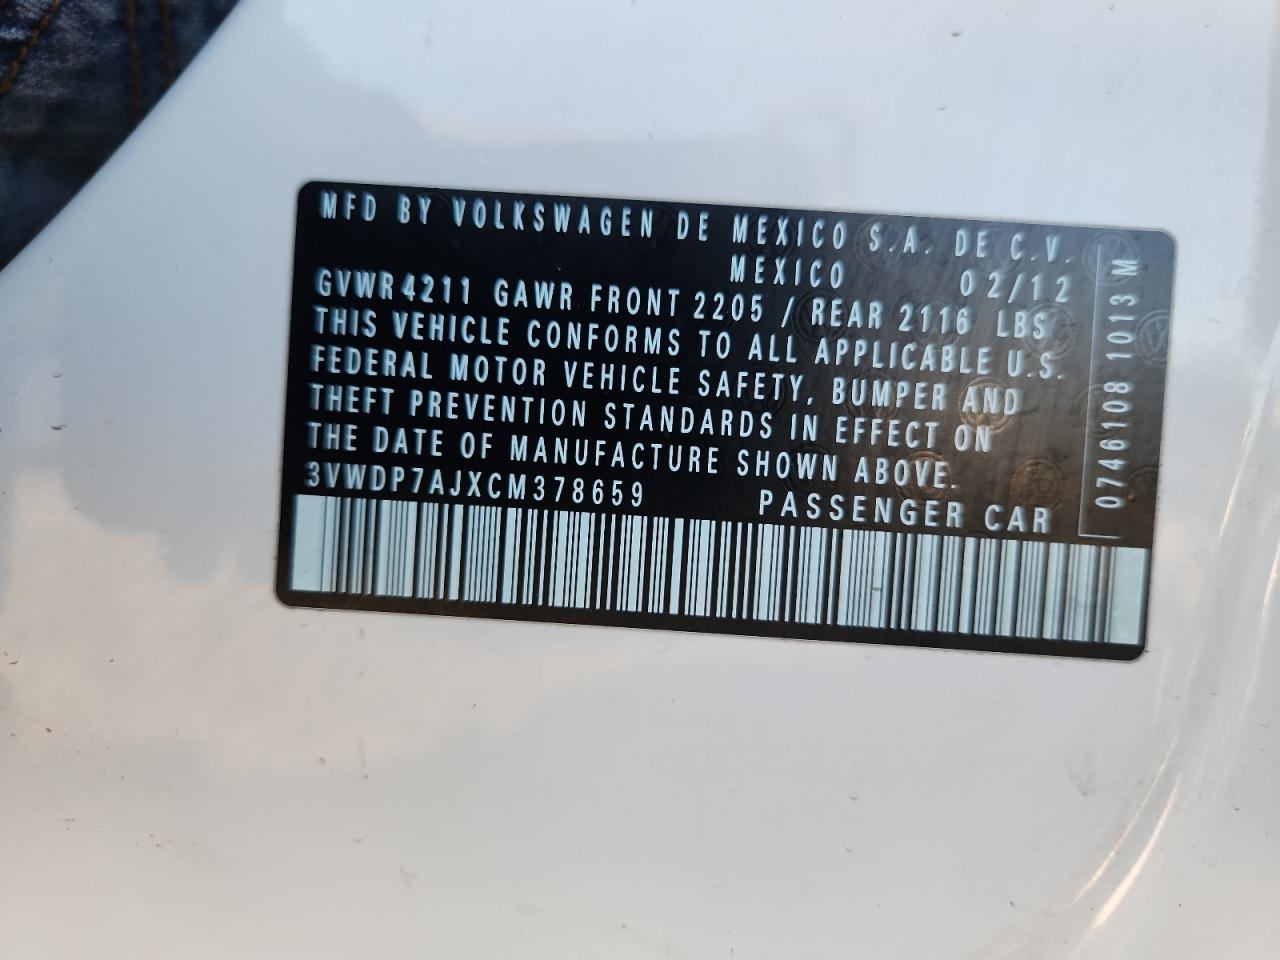 MFD BY VOLKSWAGEN DE MEXICO S.A. DE C.V.
MEXICO 02/12
GVWR 4211 GAWR FRONT 2205 / REAR 2116 LBS
THIS VEHICLE CONFORMS TO ALL APPLICABLE U.S.
FEDERAL MOTOR VEHICLE SAFETY, BUMPER AND
THEFT PREVENTION STANDARDS IN EFFECT ON
THE DATE OF MANUFACTURE SHOWN ABOVE.
3VWDP7AJXCM378659 PASSENGER CAR
0746108 1013 M